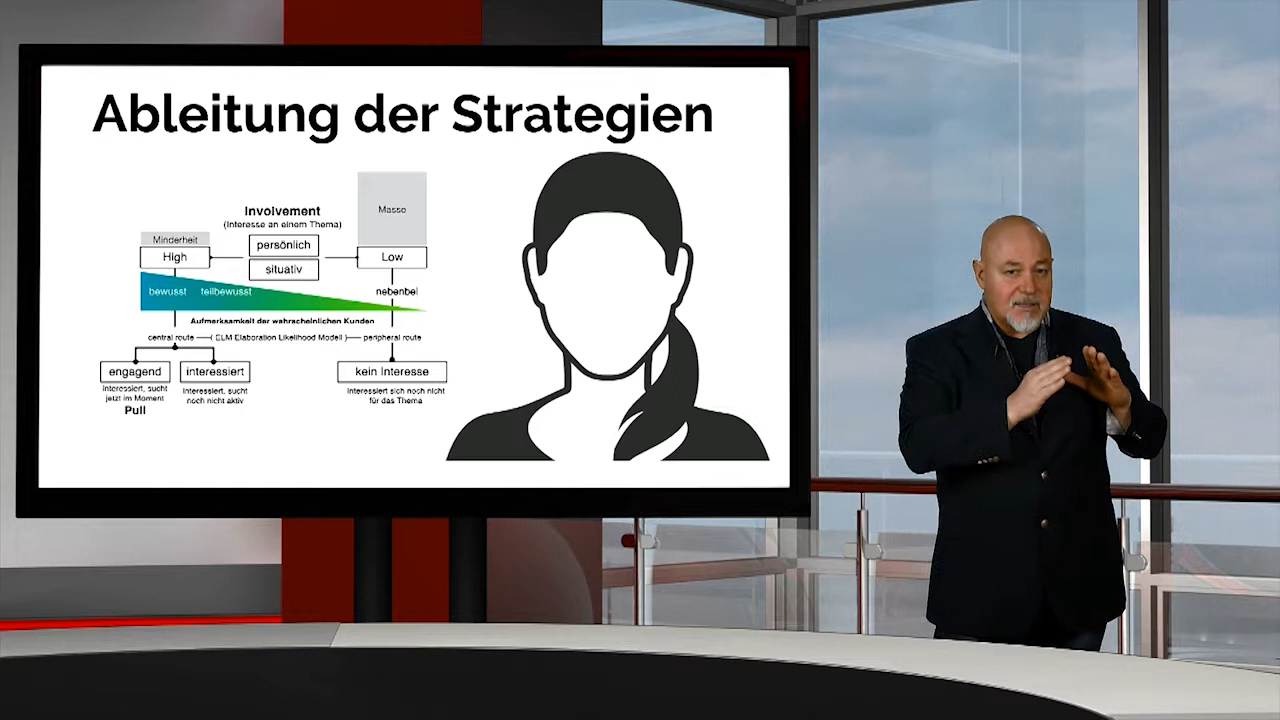 Ableitung der Strategien
Involvement
(Interesse an einem Thema)
Masse
Minderheit
High
persönlich
situativ
Low
bewusst
teilbewusst
nebenbei
Aufmerksamkeit der wahrscheinlichen Kunden
central route
( ELM Elaboration Likelihood Modell )
peripheral route
engagend
interessiert
kein Interesse
interessiert, sucht
jetzt im Moment
Pull
interessiert, sucht
noch nicht aktiv
interessiert sich noch nicht
für das Thema